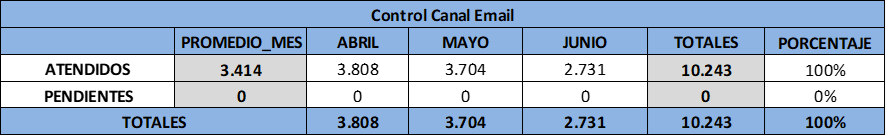 Control Canal Email
PROMEDIO_MES ABRIL MAYO JUNIO TOTALES PORCENTAJE
ATENDIDOS 3.414 3.808 3.704 2.731 10.243 100%
PENDIENTES 0 0 0 0 0 0%
TOTALES 3.808 3.704 2.731 10.243 100%